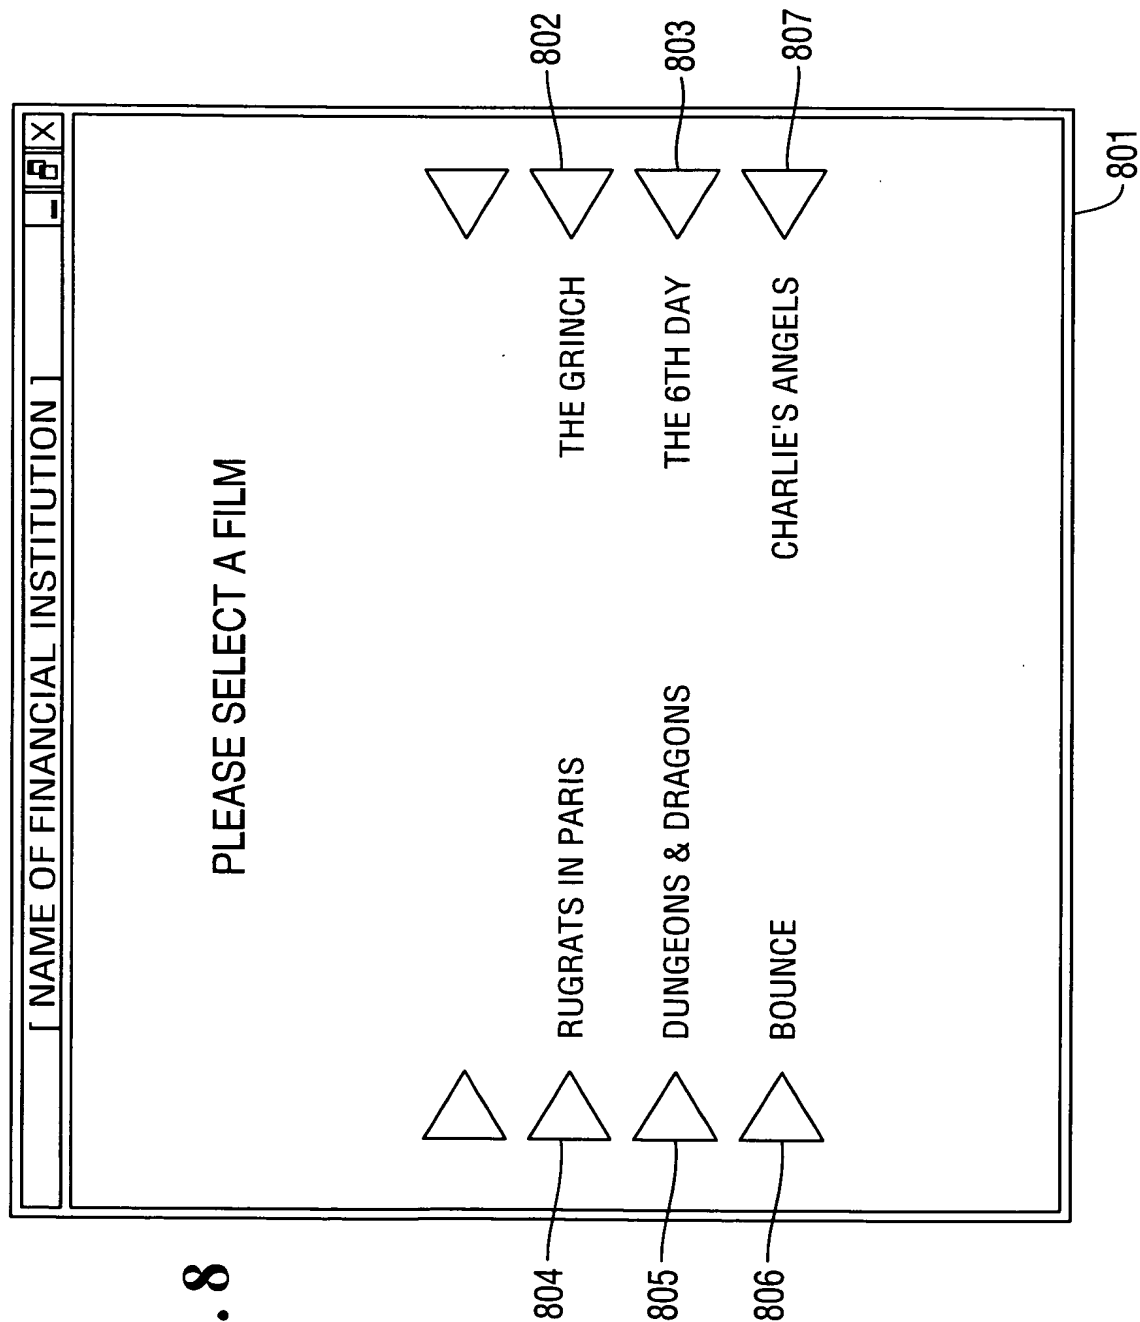 . 8
[ NAME OF FINANCIAL INSTITUTION ]
_ X
PLEASE SELECT A FILM
804 RUGRATS IN PARIS THE GRINCH 802
805 DUNGEONS & DRAGONS THE 6TH DAY 803
806 BOUNCE CHARLIE'S ANGELS 807
801